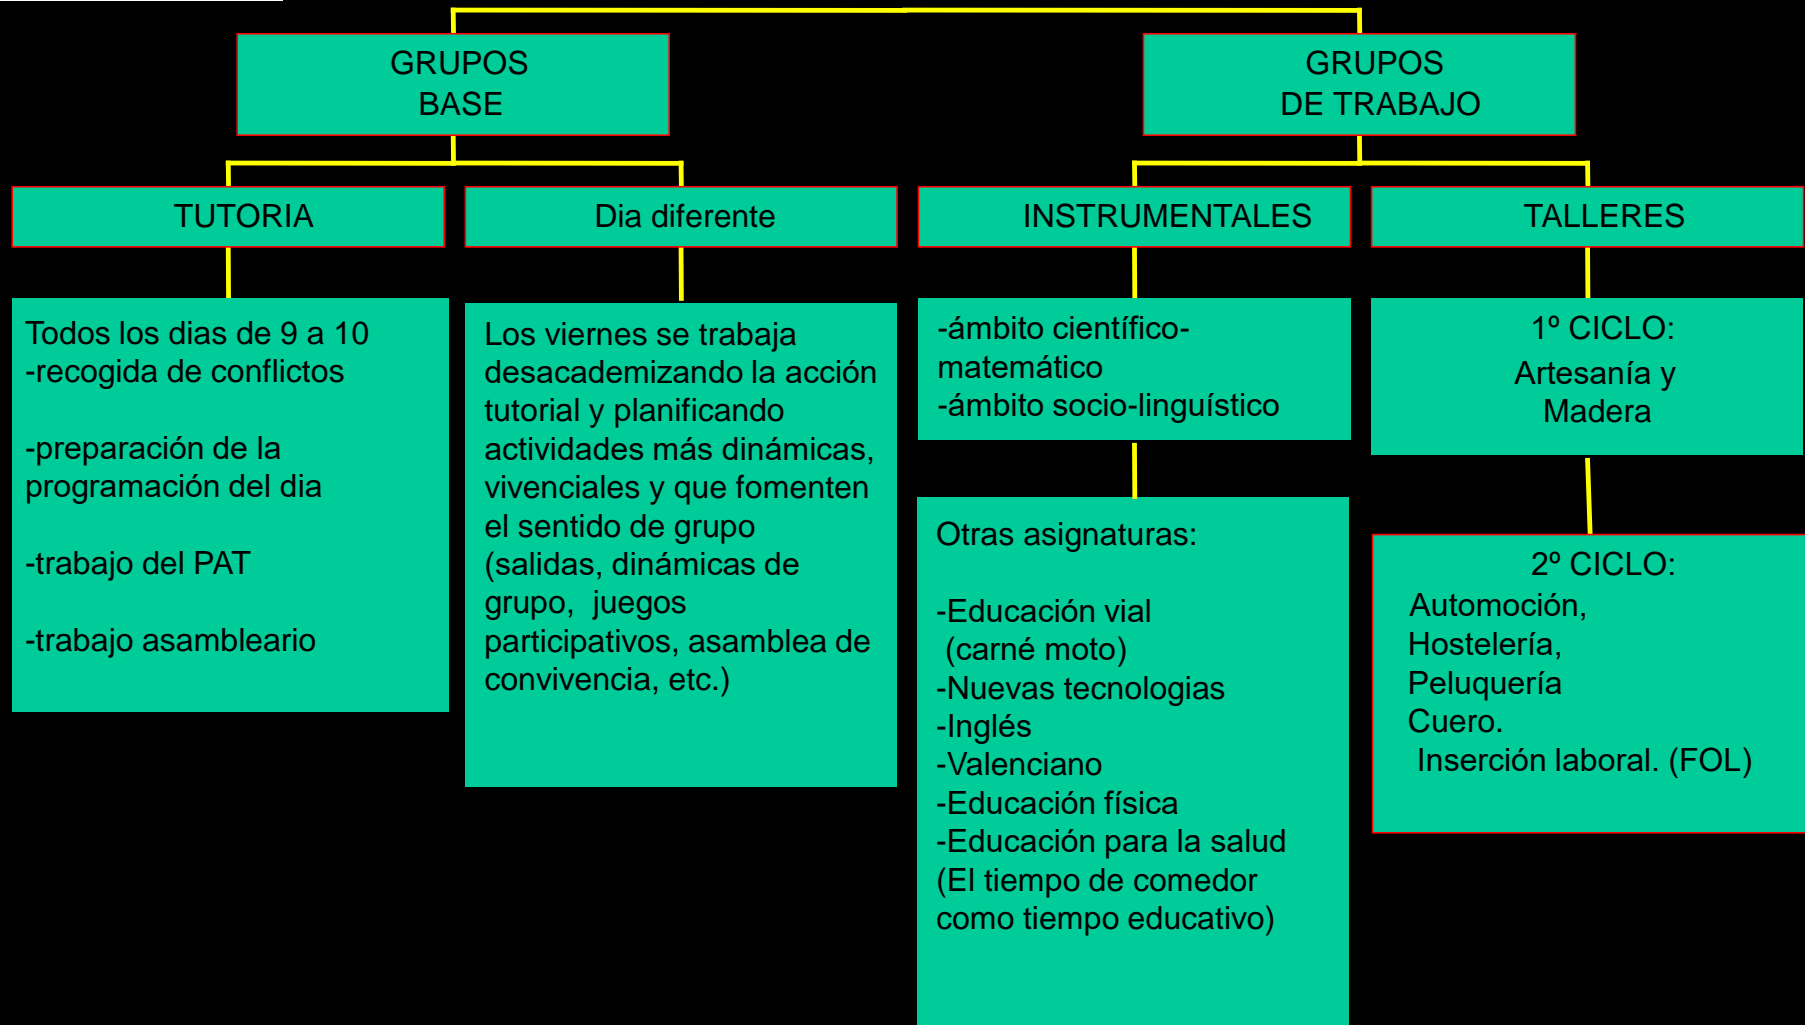 GRUPOS
BASE
GRUPOS
DE TRABAJO
TUTORIA
Dia diferente
INSTRUMENTALES
TALLERES
Todos los dias de 9 a 10
-recogida de conflictos
-preparación de la
programación del dia
-trabajo del PAT
-trabajo asambleario
Los viernes se trabaja
desacademizando la acción
tutorial y planificando
actividades más dinámicas,
vivenciales y que fomenten
el sentido de grupo
(salidas, dinámicas de
grupo,  juegos
participativos, asamblea de
convivencia, etc.)
-ámbito científico-
matemático
-ámbito socio-linguístico
Otras asignaturas:
-Educación vial
(carné moto)
-Nuevas tecnologias
-Inglés
-Valenciano
-Educación física
-Educación para la salud
(El tiempo de comedor
como tiempo educativo)
1º CICLO:
Artesanía y
Madera
2º CICLO:
Automoción,
Hostelería,
Peluquería
Cuero.
Inserción laboral. (FOL)